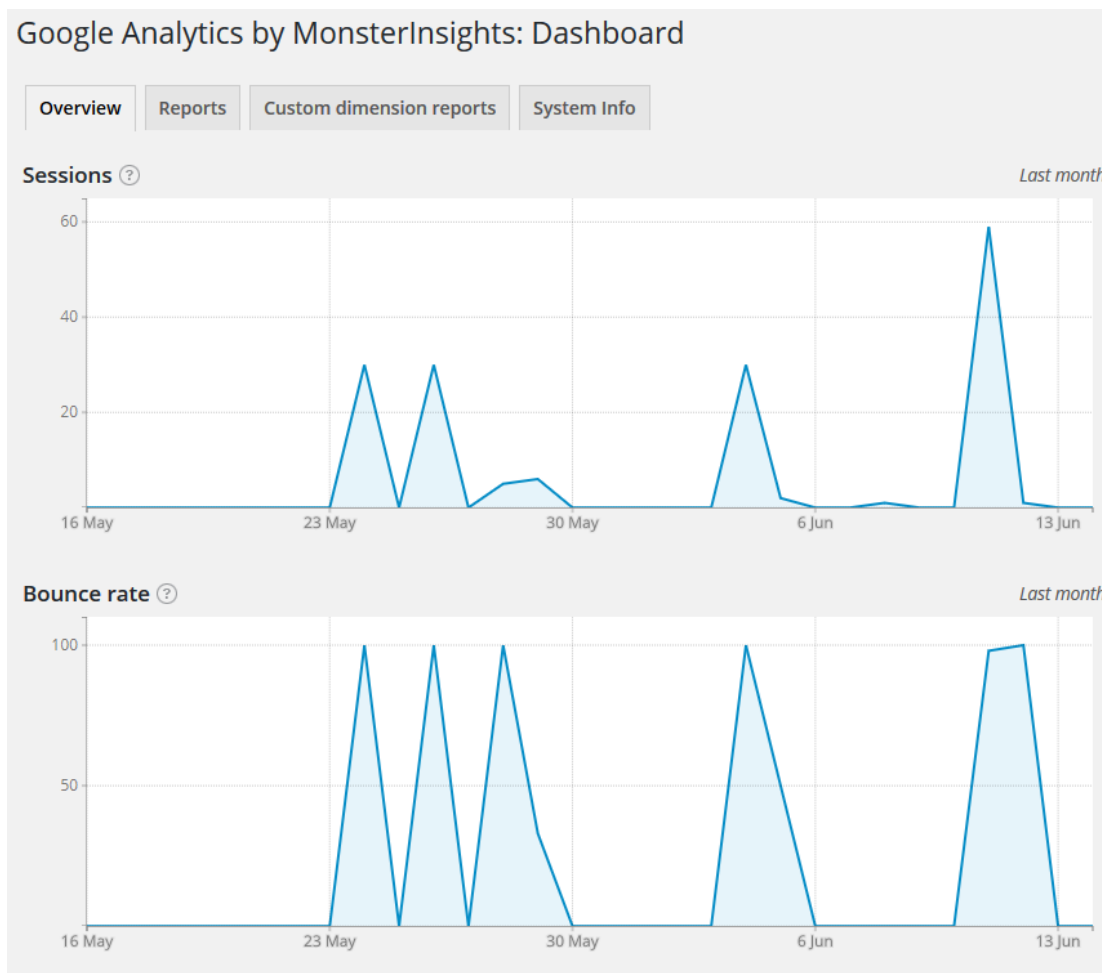 Google Analytics by MonsterInsights: Dashboard
Overview Reports Custom dimension reports System Info
Sessions ? Last month
60
40
20
16 May 23 May 30 May 6 Jun 13 Jun
Bounce rate ? Last month
100
50
16 May 23 May 30 May 6 Jun 13 Jun